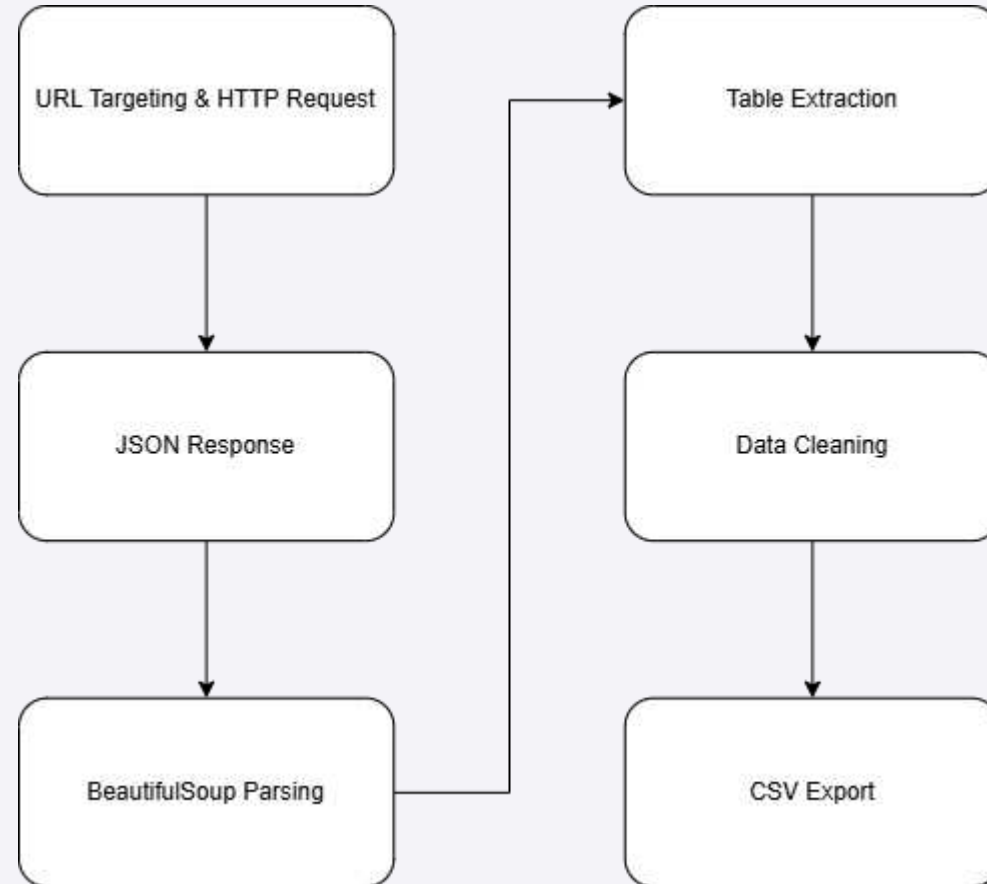 URL Targeting & HTTP Request
JSON Response
BeautifulSoup Parsing
Table Extraction
Data Cleaning
CSV Export